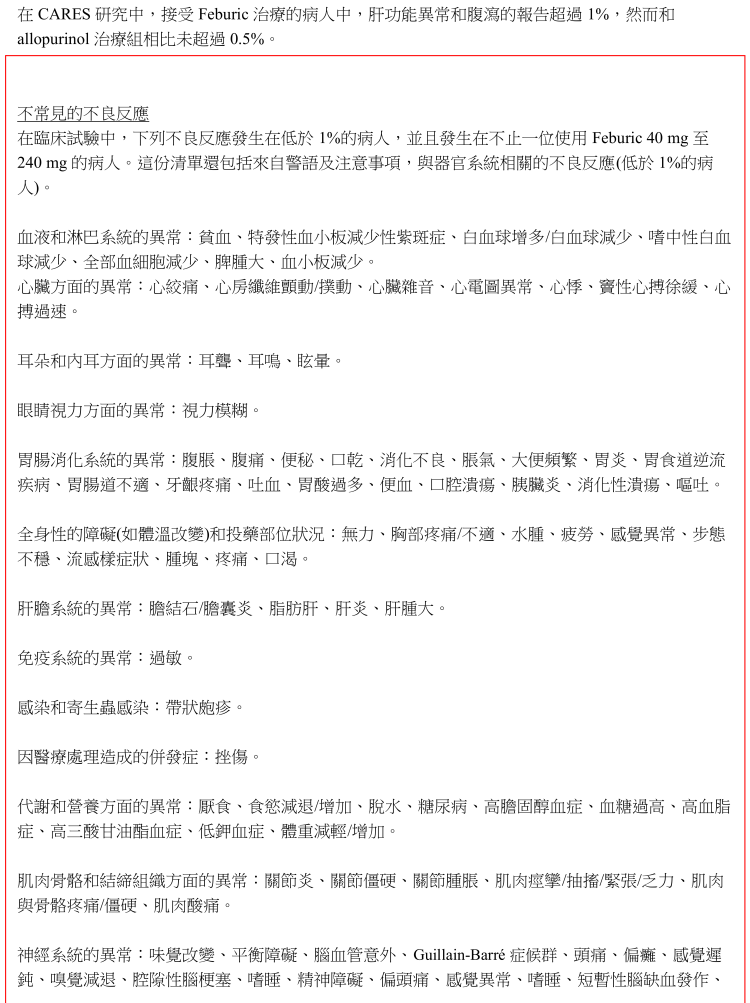 在 CARES 研究中，接受 Feburic 治療的病人中，肝功能異常和腹瀉的報告超過 1%，然而和
allopurinol 治療組相比未超過 0.5%。
不常見的不良反應
在臨床試驗中，下列不良反應發生在低於 1%的病人，並且發生在不止一位使用 Feburic 40 mg 至
240 mg 的病人。這份清單還包括來自警語及注意事項，與器官系統相關的不良反應(低於 1%的病
人)。
血液和淋巴系統的異常：貧血、特發性血小板減少性紫斑症、白血球增多/白血球減少、嗜中性白血
球減少、全部血細胞減少、脾腫大、血小板減少。
心臟方面的異常：心絞痛、心房纖維顫動/撲動、心臟雜音、心電圖異常、心悸、竇性心搏徐緩、心
搏過速。
耳朵和內耳方面的異常：耳聾、耳鳴、眩暈。
眼睛視力方面的異常：視力模糊。
胃腸消化系統的異常：腹脹、腹痛、便秘、口乾、消化不良、脹氣、大便頻繁、胃炎、胃食道逆流
疾病、胃腸道不適、牙齦疼痛、吐血、胃酸過多、便血、口腔潰瘍、胰臟炎、消化性潰瘍、嘔吐。
全身性的障礙(如體溫改變)和投藥部位狀況：無力、胸部疼痛/不適、水腫、疲勞、感覺異常、步態
不穩、流感樣症狀、腫塊、疼痛、口渴。
肝膽系統的異常：膽結石/膽囊炎、脂肪肝、肝炎、肝腫大。
免疫系統的異常：過敏。
感染和寄生蟲感染：帶狀皰疹。
因醫療處理造成的併發症：挫傷。
代謝和營養方面的異常：厭食、食慾減退/增加、脫水、糖尿病、高膽固醇血症、血糖過高、高血脂
症、高三酸甘油酯血症、低鉀血症、體重減輕/增加。
肌肉骨骼和結締組織方面的異常：關節炎、關節僵硬、關節腫脹、肌肉痙攣/抽搐/緊張/乏力、肌肉
與骨骼疼痛/僵硬、肌肉酸痛。
神經系統的異常：味覺改變、平衡障礙、腦血管意外、Guillain-Barré 症候群、頭痛、偏癱、感覺遲
鈍、嗅覺減退、腔隙性腦梗塞、嗜睡、精神障礙、偏頭痛、感覺異常、嗜睡、短暫性腦缺血發作、